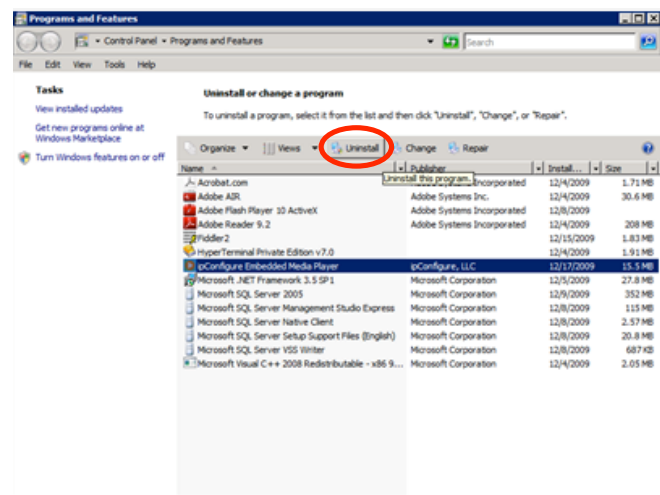 Programs and Features
Control Panel Programs and Features Search
File Edit View Tools Help
Tasks
View installed updates
Get new programs online at
Windows Marketplace
Turn Windows features on or off
Uninstall or change a program
To uninstall a program, select it from the list and then click "Uninstall", "Change", or "Repair".
Organize Views Uninstall Change Repair
Name Publisher Install... Size
Uninstall this program.
Acrobat.com Incorporated 12/4/2009 1.71 MB
Adobe AIR Adobe Systems Inc. 12/4/2009 30.6 MB
Adobe Flash Player 10 ActiveX Adobe Systems Incorporated 12/8/2009
Adobe Reader 9.2 Adobe Systems Incorporated 12/4/2009 208 MB
Fiddler2 12/15/2009 1.83 MB
HyperTerminal Private Edition v7.0 12/4/2009 1.91 MB
ipConfigure Embedded Media Player ipConfigure, LLC 12/17/2009 15.5 MB
Microsoft .NET Framework 3.5 SP1 Microsoft Corporation 12/5/2009 27.8 MB
Microsoft SQL Server 2005 Microsoft Corporation 12/9/2009 352 MB
Microsoft SQL Server Management Studio Express Microsoft Corporation 12/8/2009 115 MB
Microsoft SQL Server Native Client Microsoft Corporation 12/8/2009 2.57 MB
Microsoft SQL Server Setup Support Files (English) Microsoft Corporation 12/8/2009 20.8 MB
Microsoft SQL Server VSS Writer Microsoft Corporation 12/8/2009 687 KB
Microsoft Visual C++ 2008 Redistributable - x86 9.... Microsoft Corporation 12/4/2009 2.05 MB